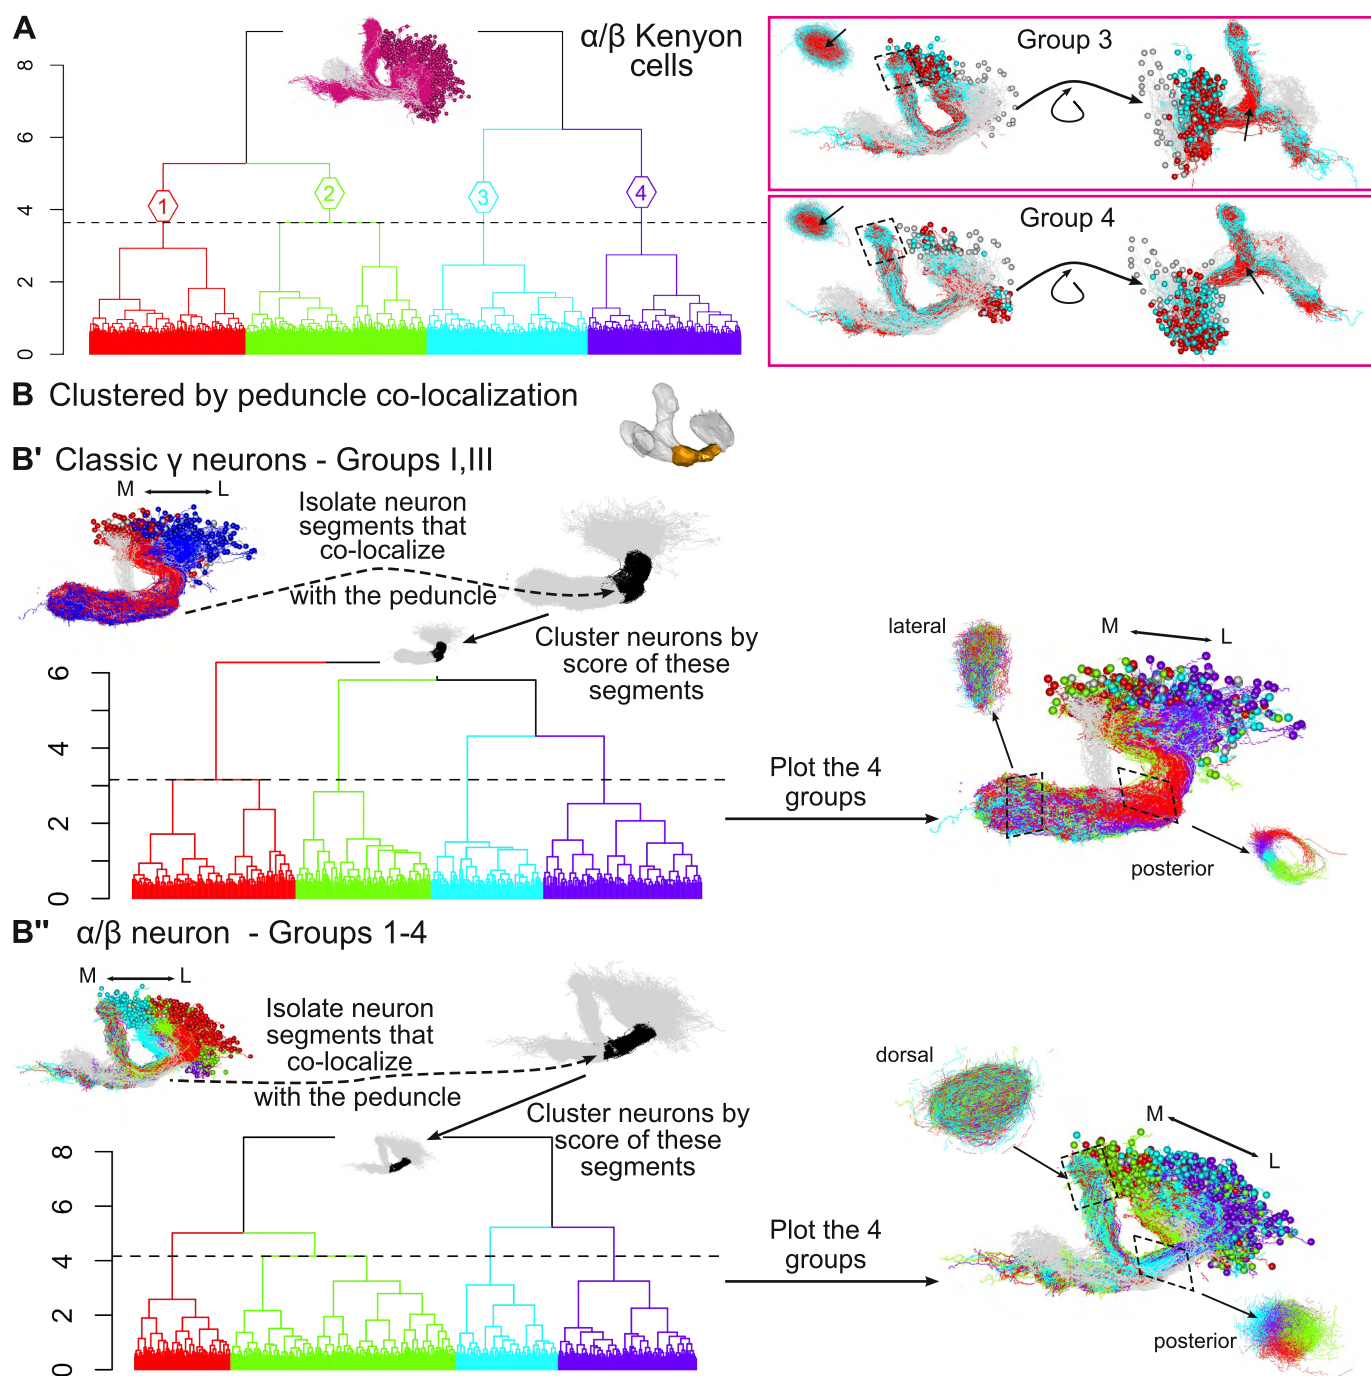 A
α/β Kenyon
cells
8
6
4
2
0
1
2
3
4
Group 3
Group 4
B Clustered by peduncle co-localization
B' Classic γ neurons - Groups I,III
M L
Isolate neuron
segments that
co-localize
with the peduncle
Cluster neurons by
score of these
segments
6
4
2
0
Plot the 4
groups
lateral
M L
posterior
B" α/β neuron - Groups 1-4
M L
Isolate neuron
segments that
co-localize
with the peduncle
Cluster neurons by
score of these
segments
8
6
4
2
0
Plot the 4
groups
dorsal
M
L
posterior